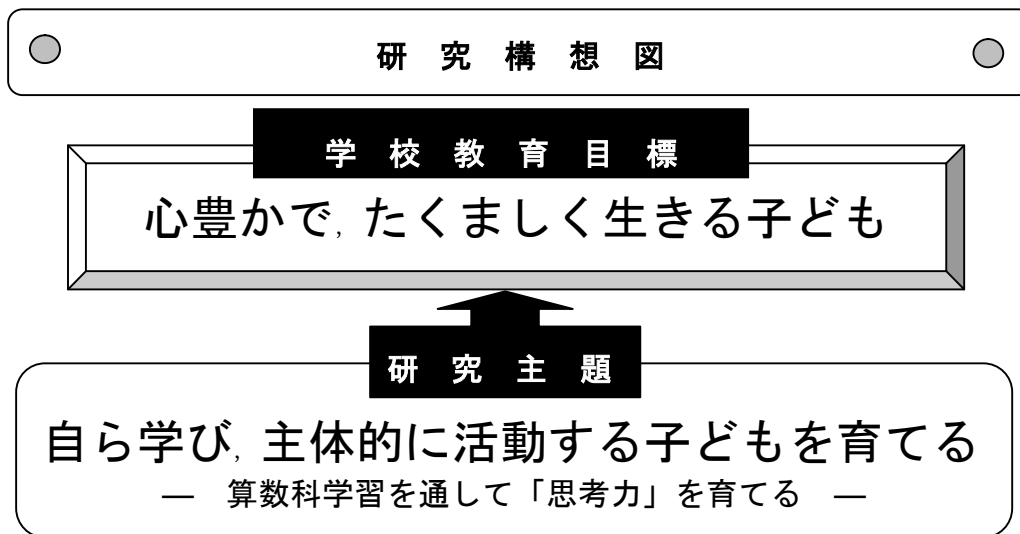 研 究 構 想 図
学 校 教 育 目 標
心豊かで，たくましく生きる子ども
研 究 主 題
自ら学び，主体的に活動する子どもを育てる
― 算数科学習を通して「思考力」を育てる ―